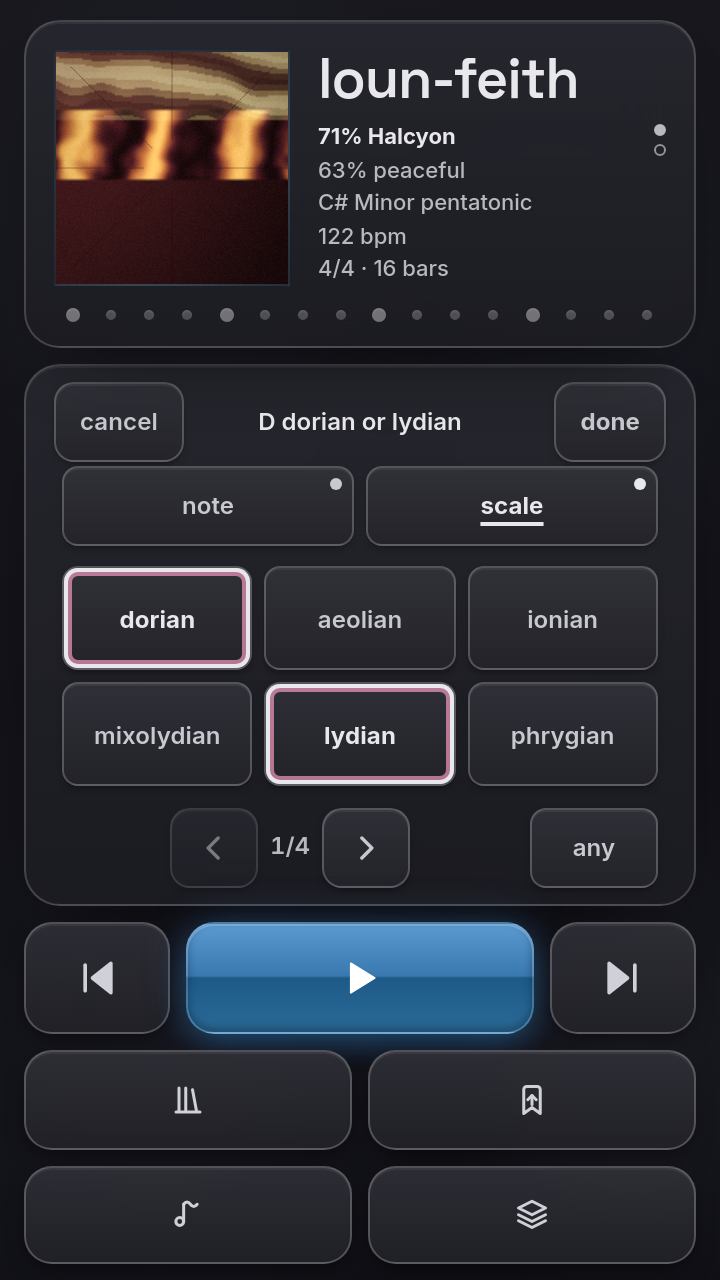 loun-feith
71% Halcyon
63% peaceful
C# Minor pentatonic
122 bpm
4/4 · 16 bars
cancel
D dorian or lydian
done
note
scale
dorian
aeolian
ionian
mixolydian
lydian
phrygian
1/4
any